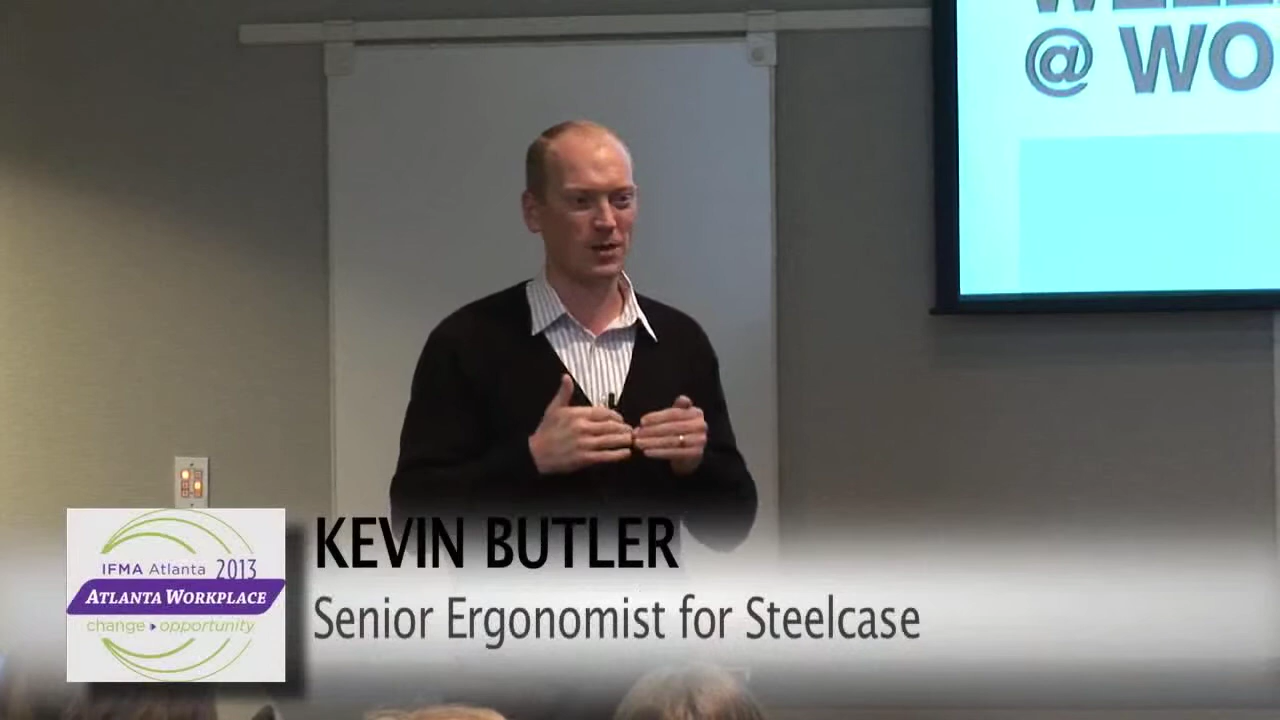 @ WO
KEVIN BUTLER
Senior Ergonomist for Steelcase
IFMA Atlanta 2013
ATLANTA WORKPLACE
change ▸ opportunity